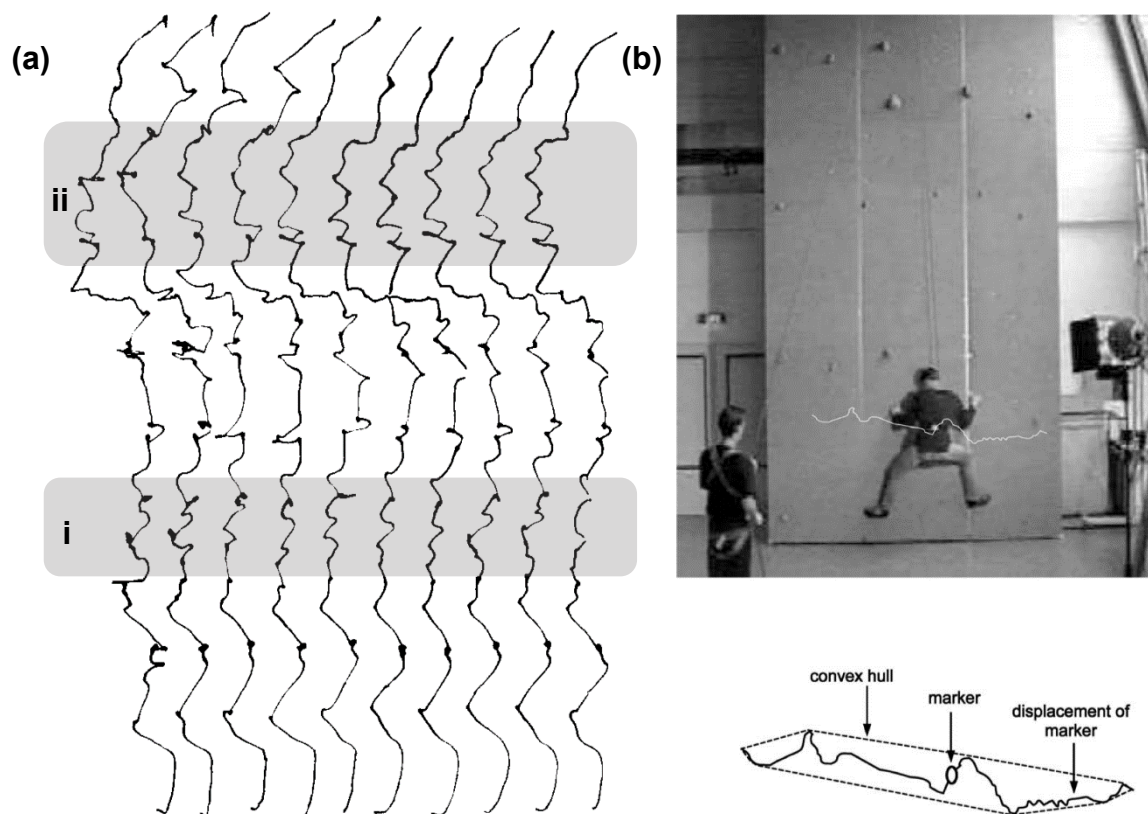 (a)
(b)
ii
i
convex hull
marker
displacement of
marker